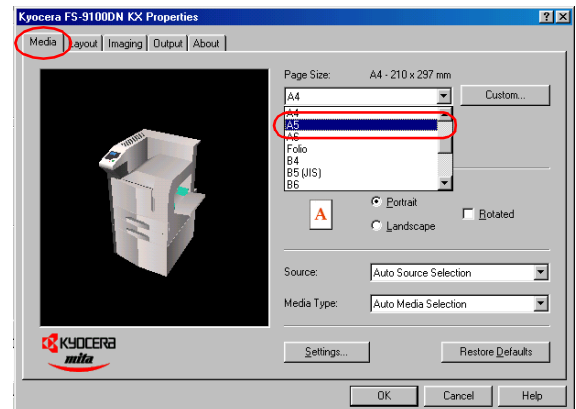 Kyocera FS-9100DN KX Properties
Media Layout Imaging Output About
Page Size: A4 - 210 x 297 mm
A4 Custom...
A4
A5
A6
Folio
B4
B5 (JIS)
B6
A Portrait
Landscape
Rotated
Source: Auto Source Selection
Media Type: Auto Media Selection
KYOCERA
mita
Settings... Restore Defaults
OK Cancel Help